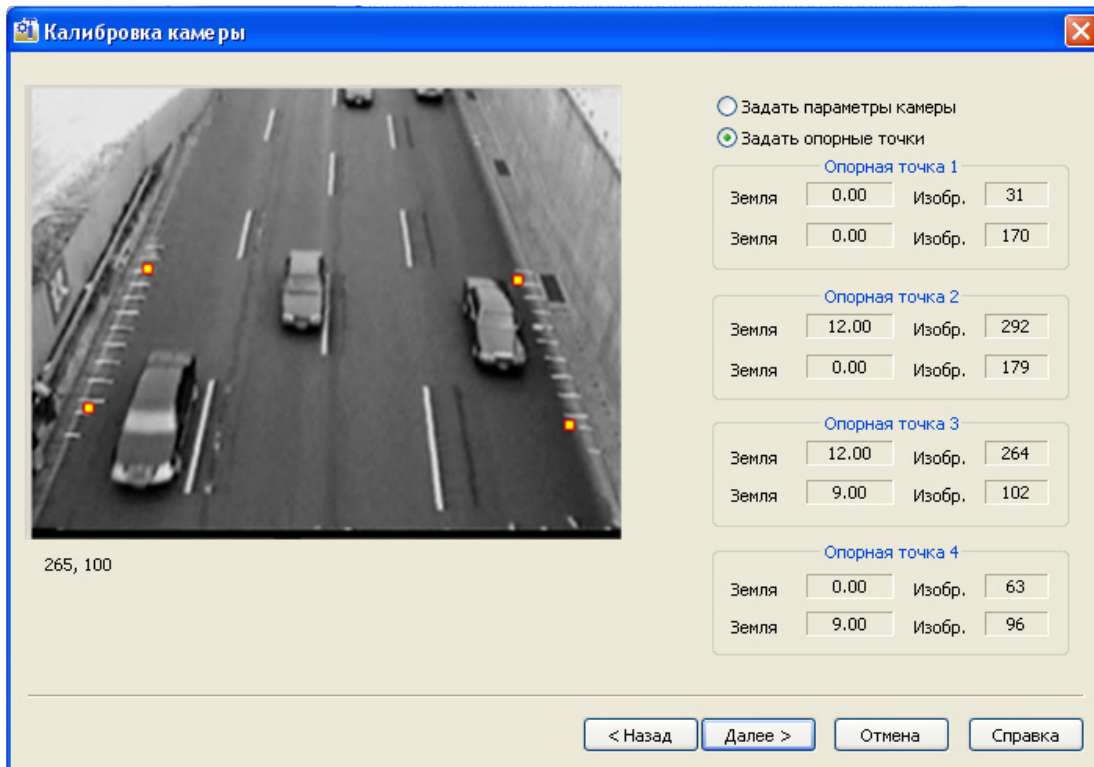 Калибровка камеры
Задать параметры камеры
Задать опорные точки
Опорная точка 1
Земля 0.00 Изобр. 31
Земля 0.00 Изобр. 170
Опорная точка 2
Земля 12.00 Изобр. 292
Земля 0.00 Изобр. 179
Опорная точка 3
Земля 12.00 Изобр. 264
Земля 9.00 Изобр. 102
Опорная точка 4
Земля 0.00 Изобр. 63
Земля 9.00 Изобр. 96
265, 100
< Назад Далее > Отмена Справка